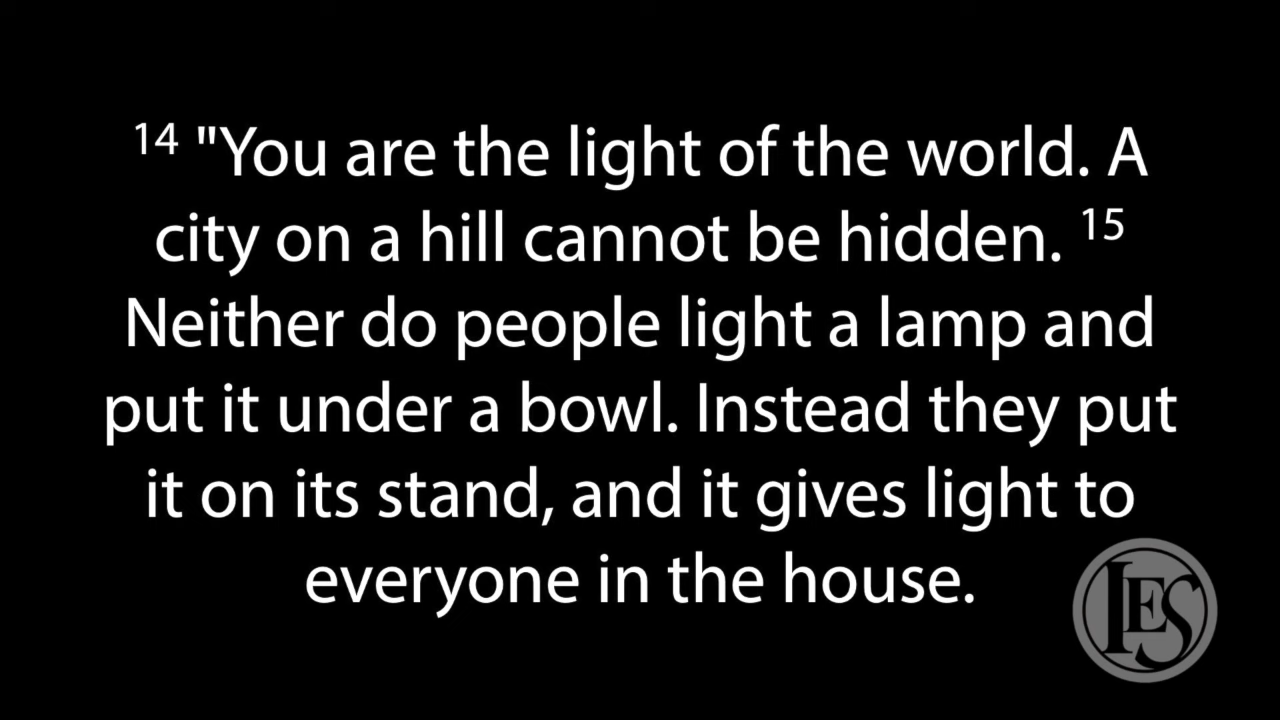 14 "You are the light of the world. A
city on a hill cannot be hidden. 15
Neither do people light a lamp and
put it under a bowl. Instead they put
it on its stand, and it gives light to
everyone in the house.
LES